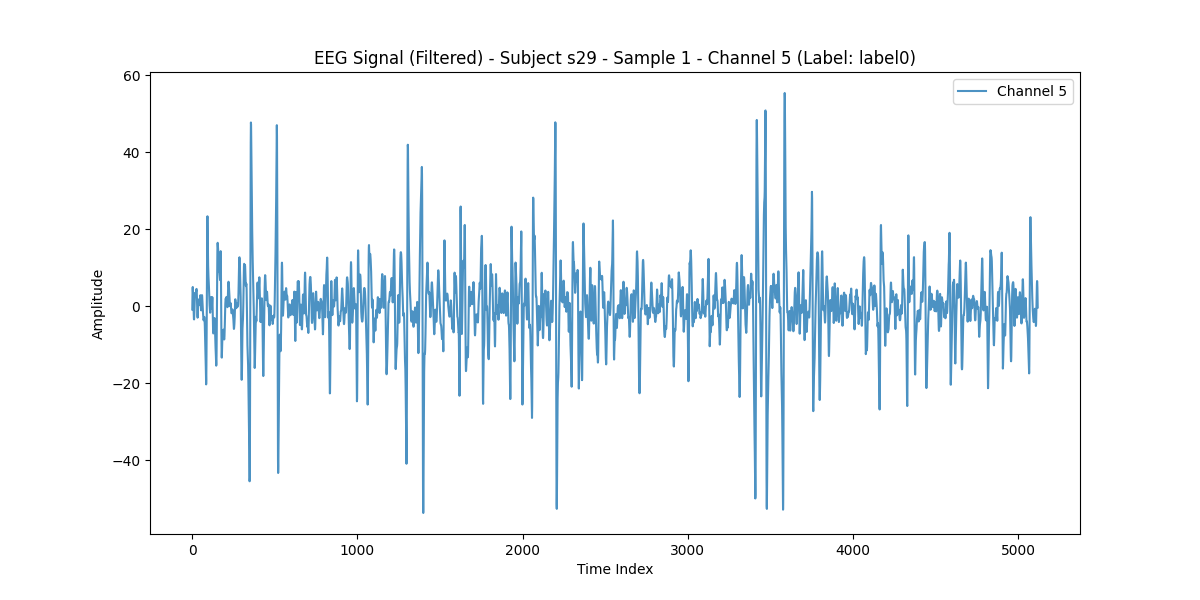 EEG Signal (Filtered) - Subject s29 - Sample 1 - Channel 5 (Label: label0)
Channel 5
60
40
20
0
−20
−40
Amplitude
0 1000 2000 3000 4000 5000
Time Index